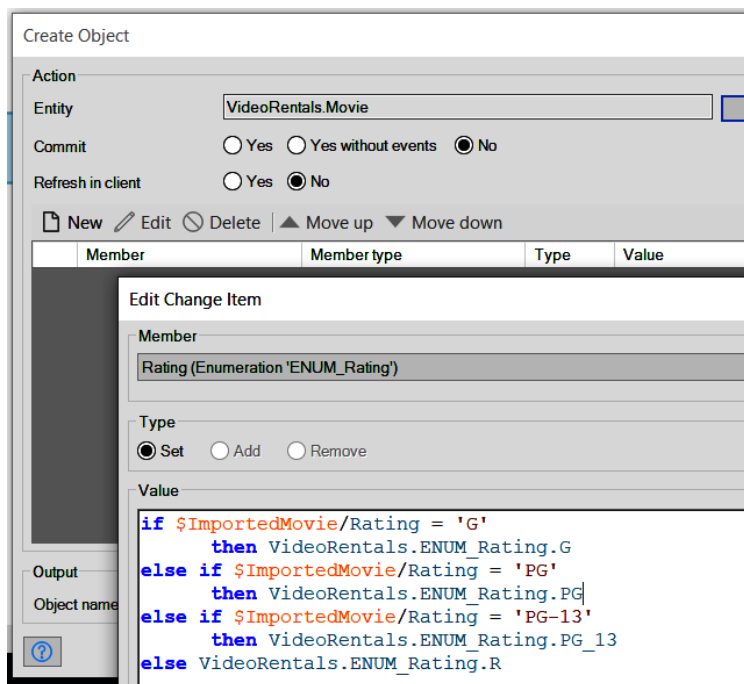 Create Object
Action
Entity VideoRentals.Movie
Commit Yes Yes without events No
Refresh in client Yes No
New Edit Delete Move up Move down
Member Member type Type Value
Edit Change Item
Member
Rating (Enumeration 'ENUM_Rating')
Type
Set Add Remove
Value
if $ImportedMovie/Rating = 'G'
then VideoRentals.ENUM_Rating.G
else if $ImportedMovie/Rating = 'PG'
then VideoRentals.ENUM_Rating.PG
else if $ImportedMovie/Rating = 'PG-13'
then VideoRentals.ENUM_Rating.PG_13
else VideoRentals.ENUM_Rating.R
Output
Object name
?